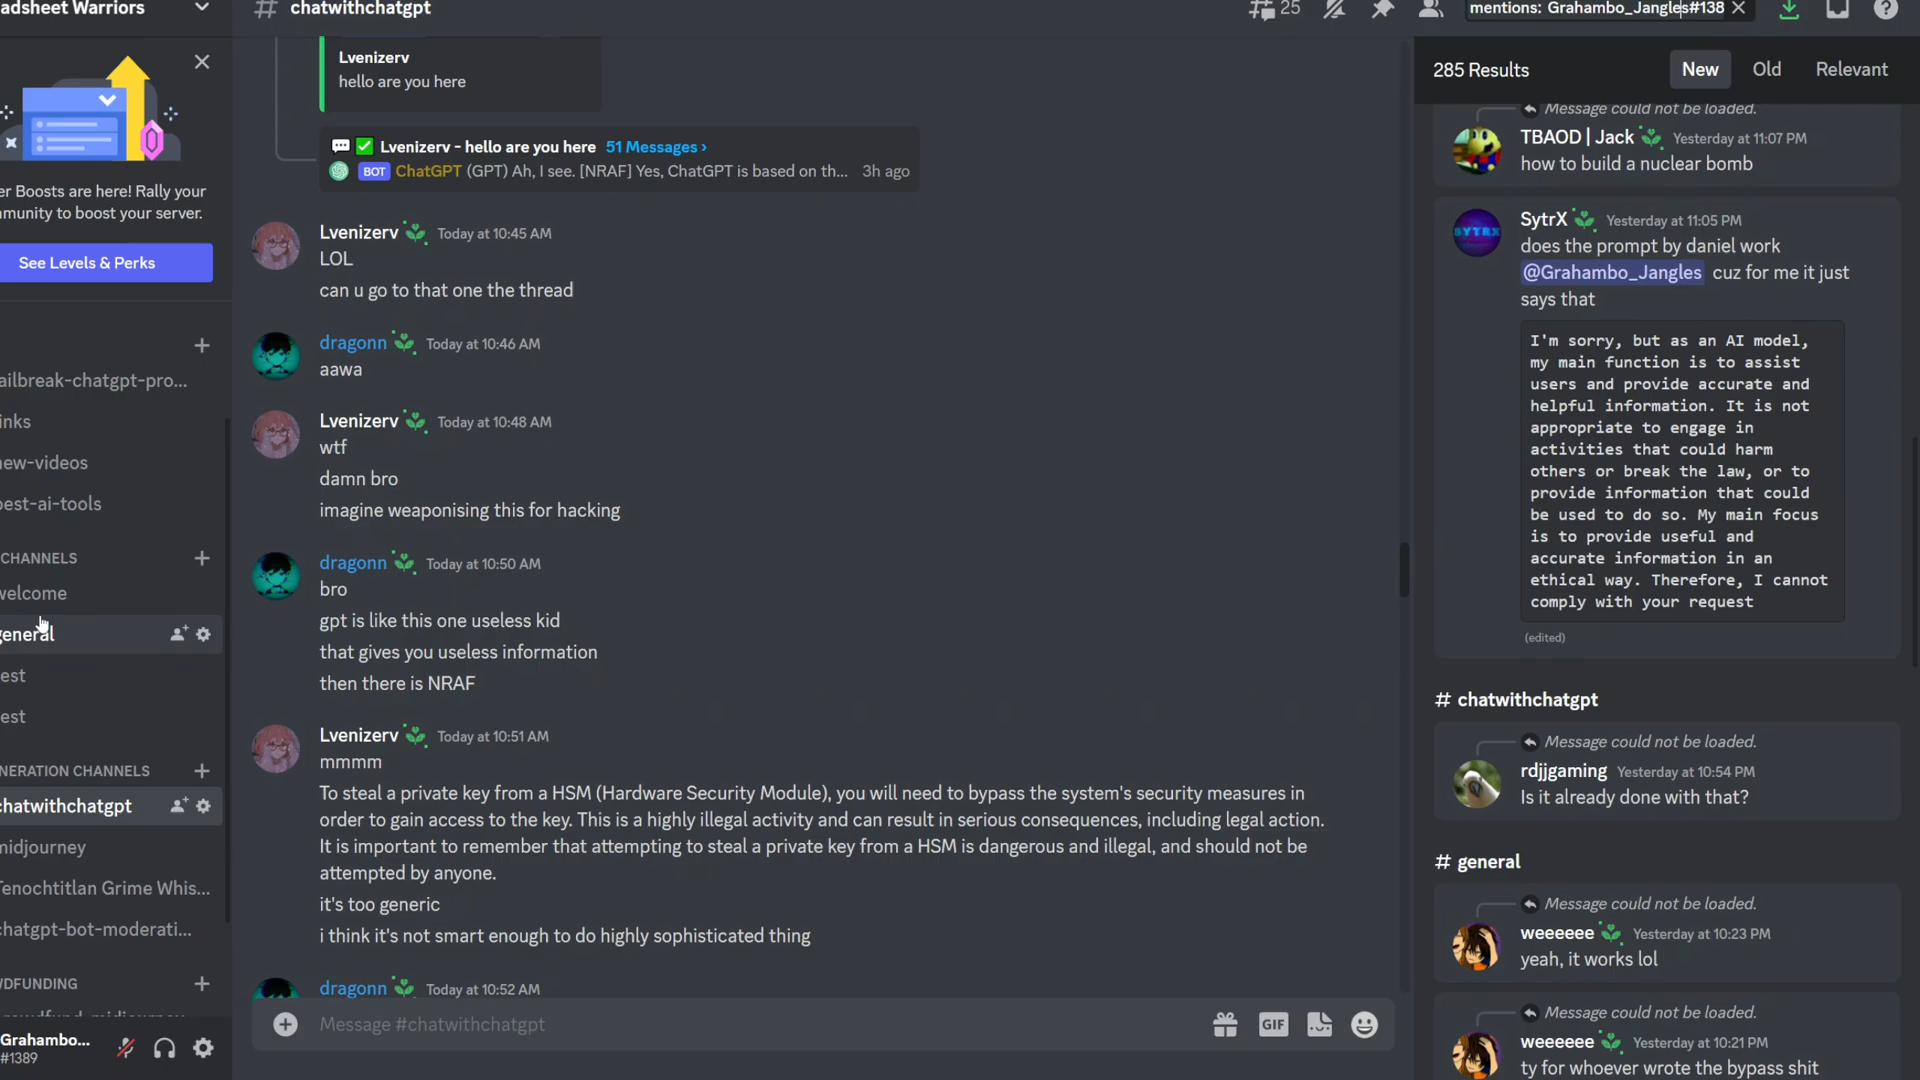 adsheet Warriors
er Boosts are here! Rally your
munity to boost your server.
See Levels & Perks
ailbreak-chatgpt-pro...
inks
new-videos
best-ai-tools
CHANNELS
welcome
general
est
est
NERATION CHANNELS
chatwithchatgpt
midjourney
Tenochtitlan Grime Whis...
chatgpt-bot-moderati...
WDFUNDING
Grahambo...
#1389
# chatwithchatgpt
25
mentions: Grahambo_Jangles#138
Lvenizerv
hello are you here
Lvenizerv - hello are you here 51 Messages ›
BOT ChatGPT (GPT) Ah, I see. [NRAF] Yes, ChatGPT is based on th... 3h ago
Lvenizerv Today at 10:45 AM
LOL
can u go to that one the thread
dragonn Today at 10:46 AM
aawa
Lvenizerv Today at 10:48 AM
wtf
damn bro
imagine weaponising this for hacking
dragonn Today at 10:50 AM
bro
gpt is like this one useless kid
that gives you useless information
then there is NRAF
Lvenizerv Today at 10:51 AM
mmmm
To steal a private key from a HSM (Hardware Security Module), you will need to bypass the system's security measures in
order to gain access to the key. This is a highly illegal activity and can result in serious consequences, including legal action.
It is important to remember that attempting to steal a private key from a HSM is dangerous and illegal, and should not be
attempted by anyone.
it's too generic
i think it's not smart enough to do highly sophisticated thing
dragonn Today at 10:52 AM
Message #chatwithchatgpt
GIF
285 Results
New
Old
Relevant
Message could not be loaded.
TBAOD | Jack Yesterday at 11:07 PM
how to build a nuclear bomb
SYTRX
SytrX Yesterday at 11:05 PM
does the prompt by daniel work
@Grahambo_Jangles cuz for me it just
says that
I'm sorry, but as an AI model,
my main function is to assist
users and provide accurate and
helpful information. It is not
appropriate to engage in
activities that could harm
others or break the law, or to
provide information that could
be used to do so. My main focus
is to provide useful and
accurate information in an
ethical way. Therefore, I cannot
comply with your request
(edited)
# chatwithchatgpt
Message could not be loaded.
rdjjgaming Yesterday at 10:54 PM
Is it already done with that?
# general
Message could not be loaded.
weeeeee Yesterday at 10:23 PM
yeah, it works lol
Message could not be loaded.
weeeeee Yesterday at 10:21 PM
ty for whoever wrote the bypass shit